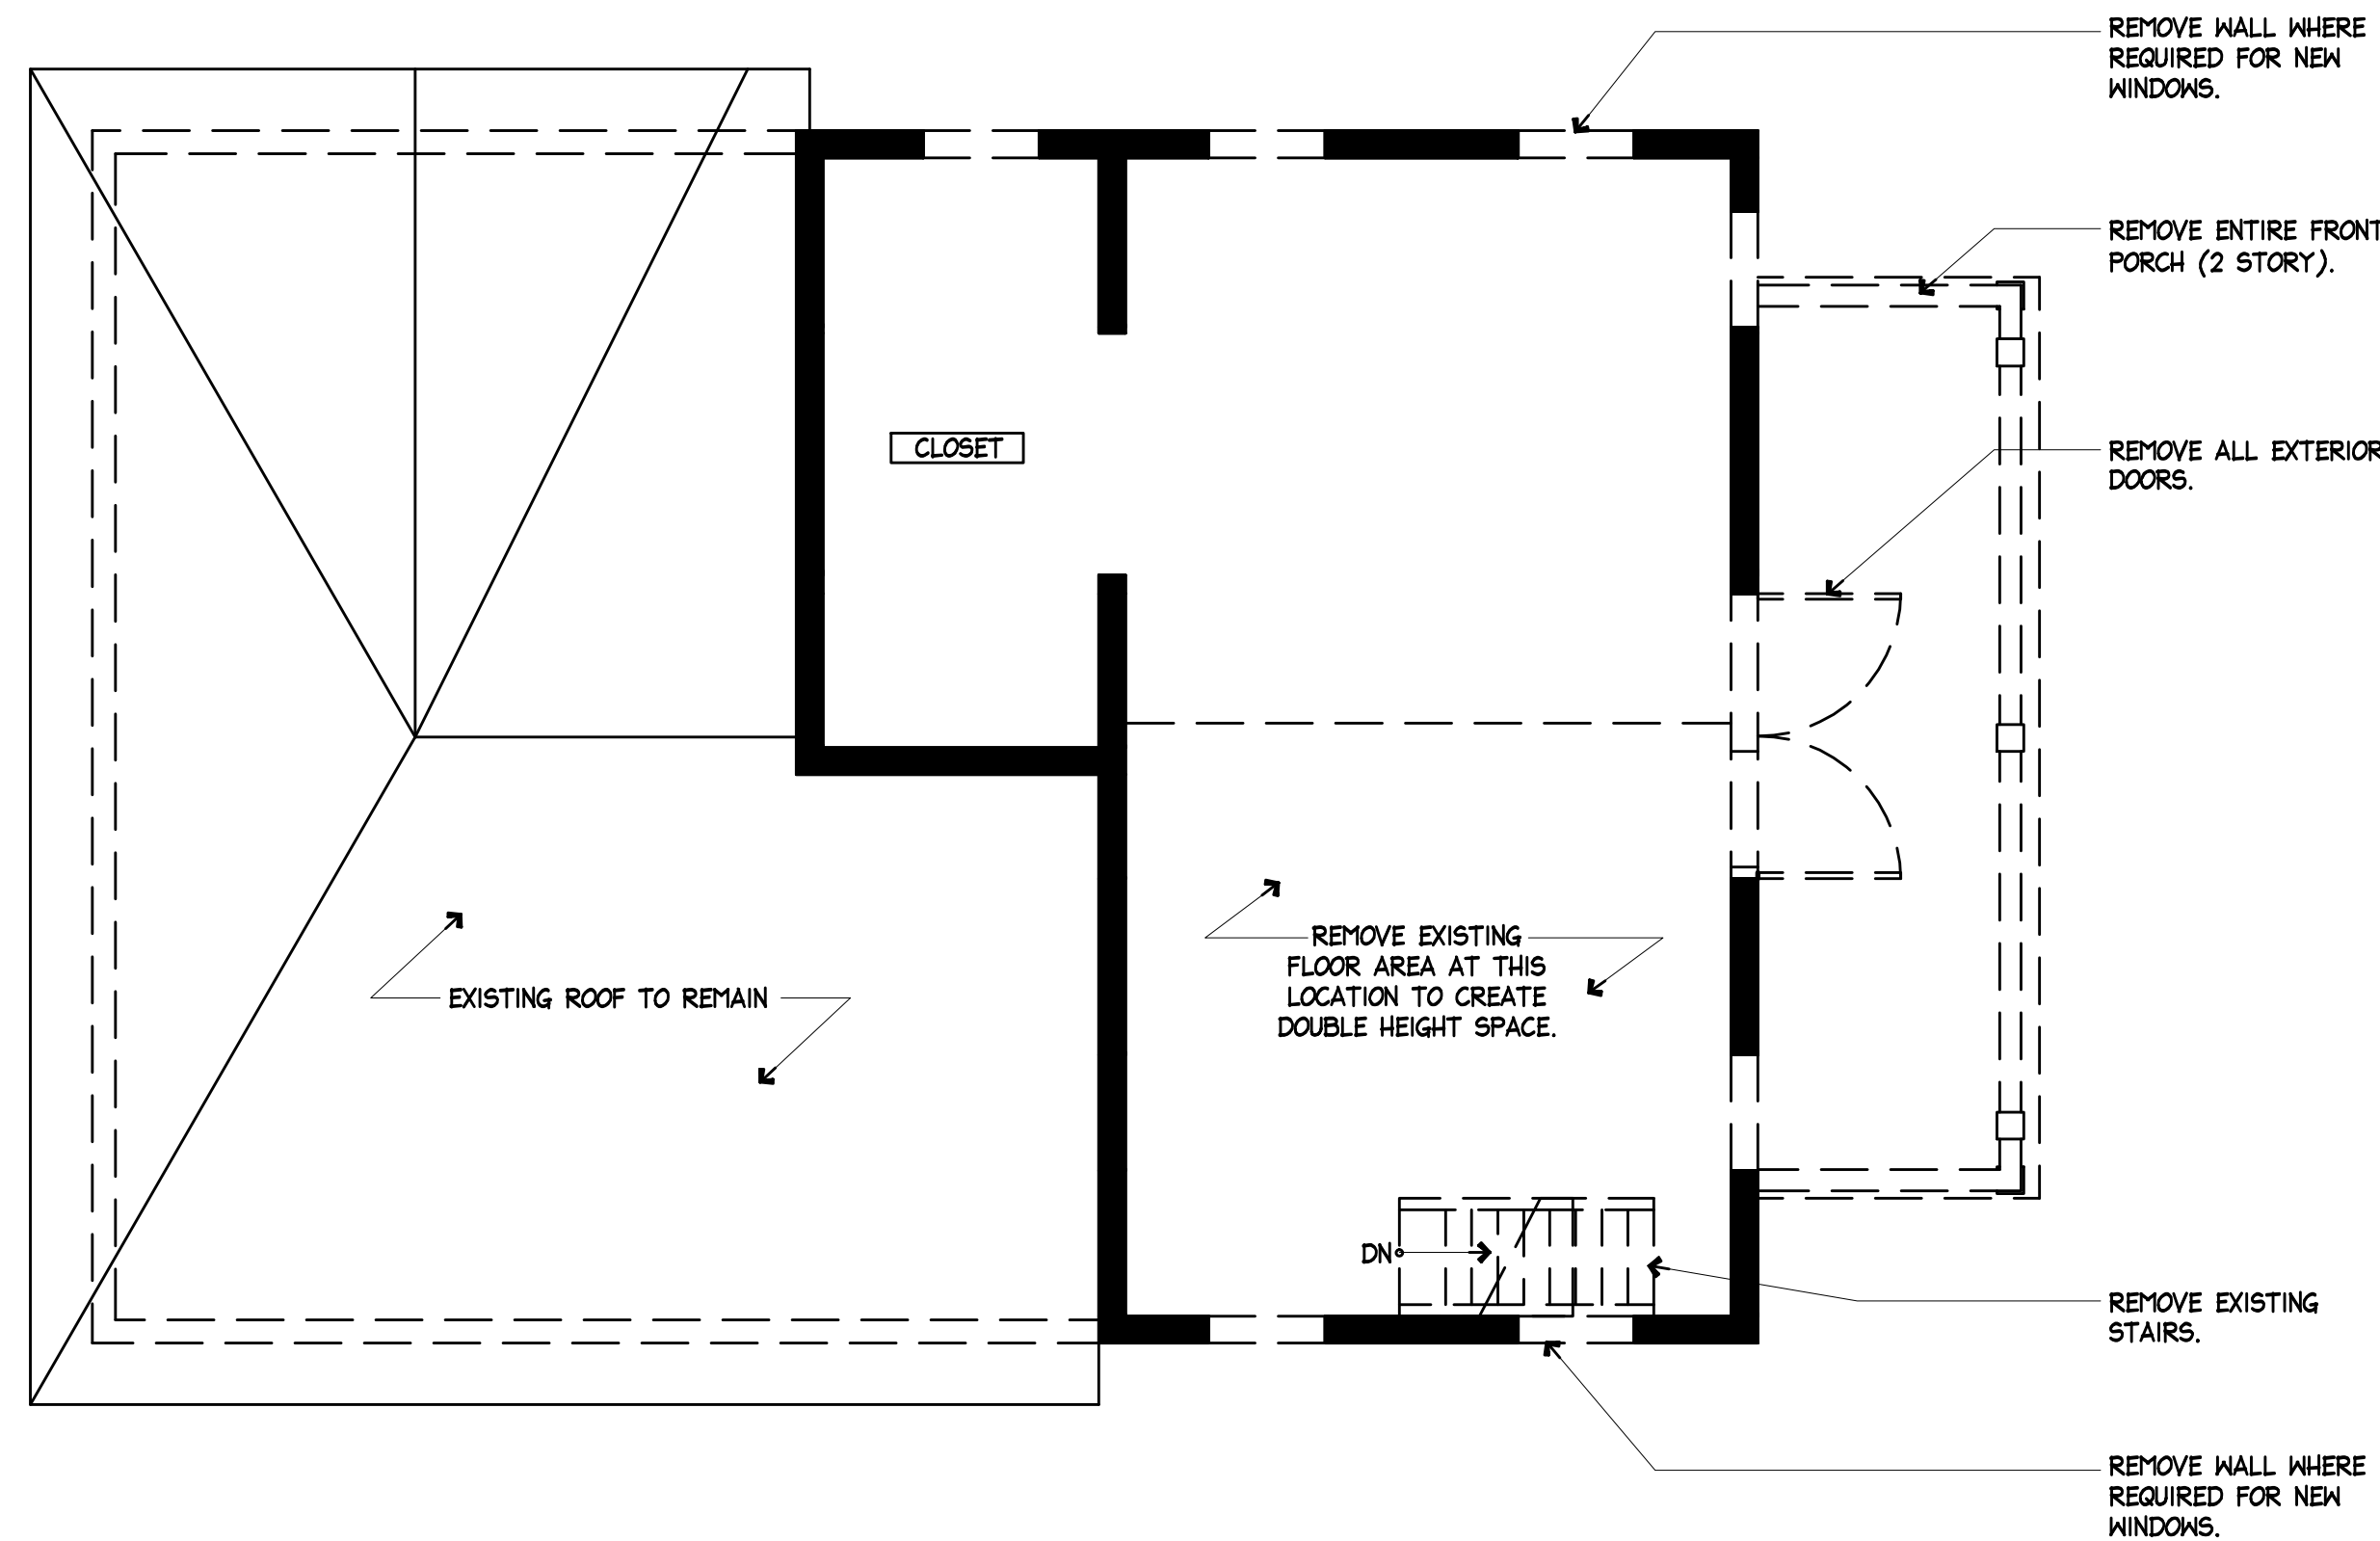 REMOVE WALL WHERE
REQUIRED FOR NEW
WINDOWS.
REMOVE ENTIRE FRONT
PORCH (2 STORY).
CLOSET
REMOVE ALL EXTERIOR
DOORS.
REMOVE EXISTING
FLOOR AREA AT THIS
LOCATION TO CREATE
DOUBLE HEIGHT SPACE.
EXISTING ROOF TO REMAIN
DN
REMOVE EXISTING
STAIRS.
REMOVE WALL WHERE
REQUIRED FOR NEW
WINDOWS.